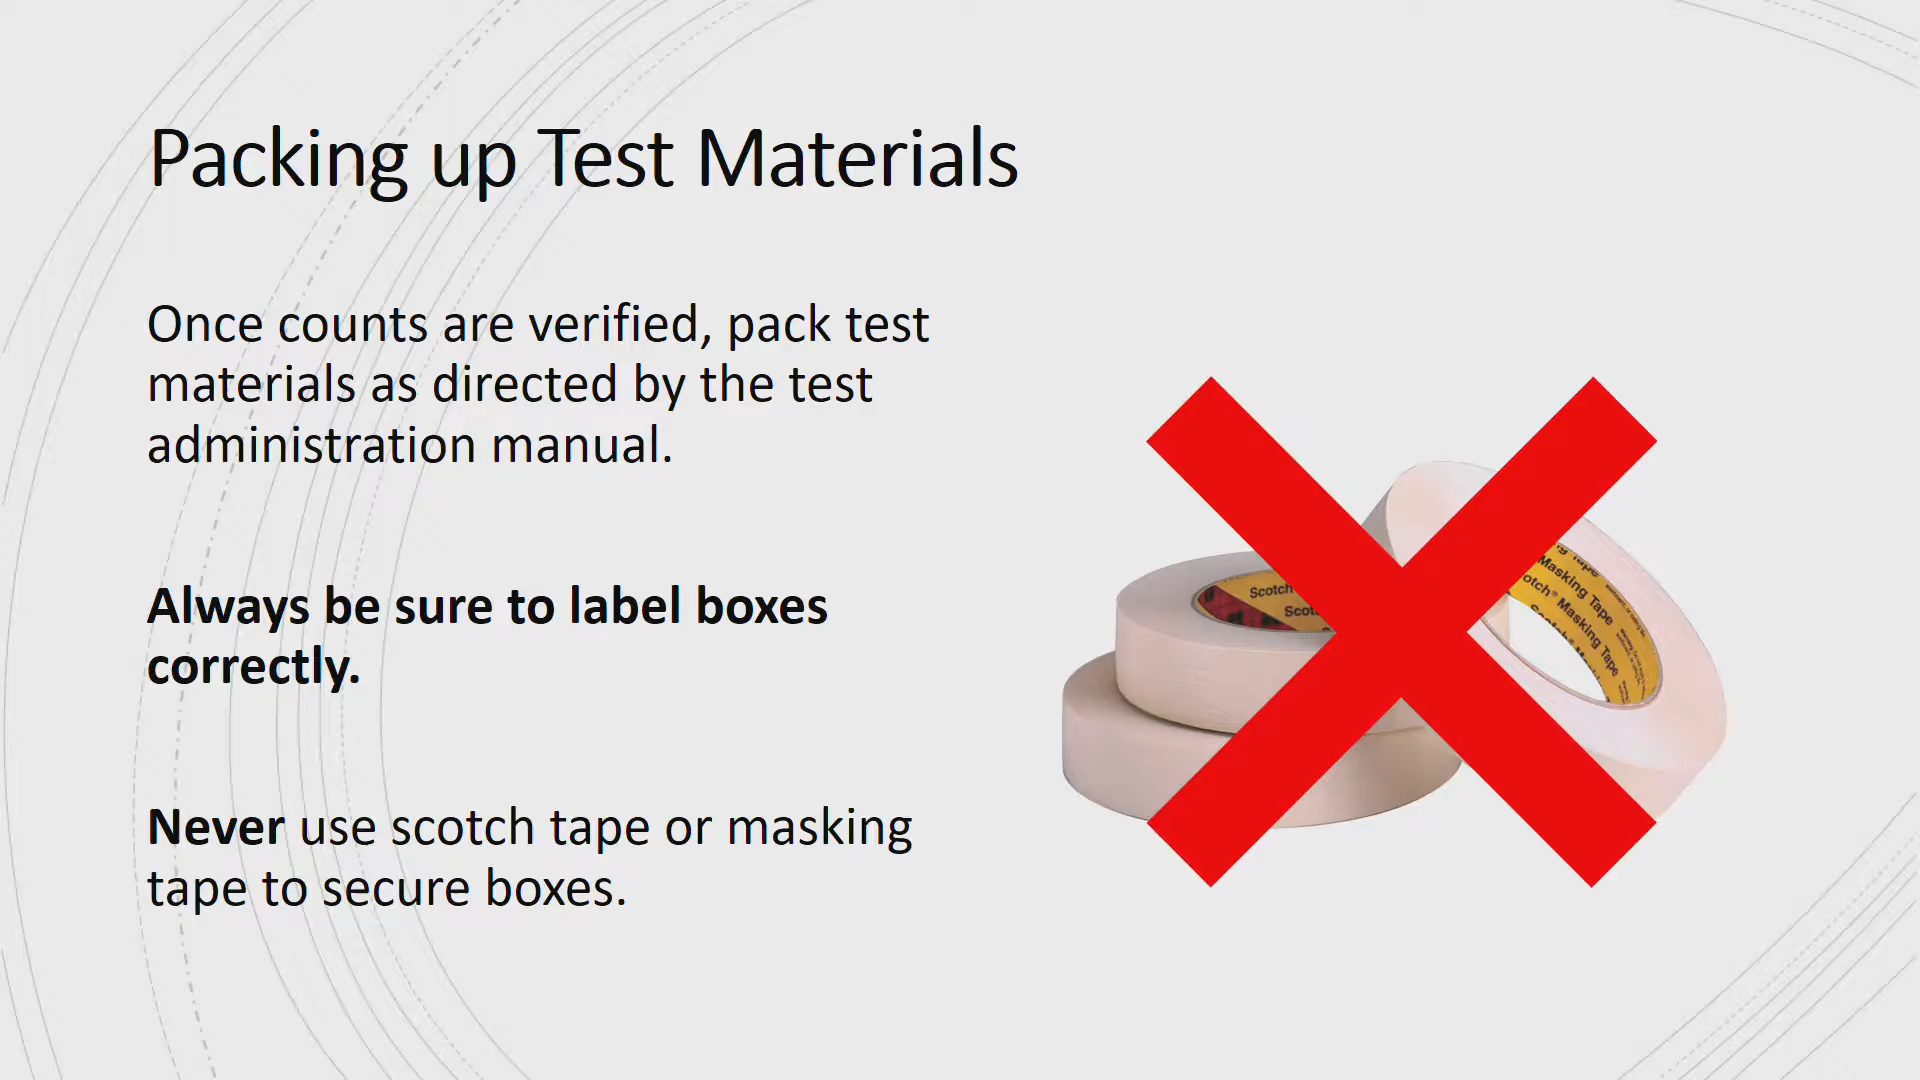 Packing up Test Materials
Once counts are verified, pack test
materials as directed by the test
administration manual.
Always be sure to label boxes
correctly.
Never use scotch tape or masking
tape to secure boxes.
Scotch
Masking Tape
Masking Tape